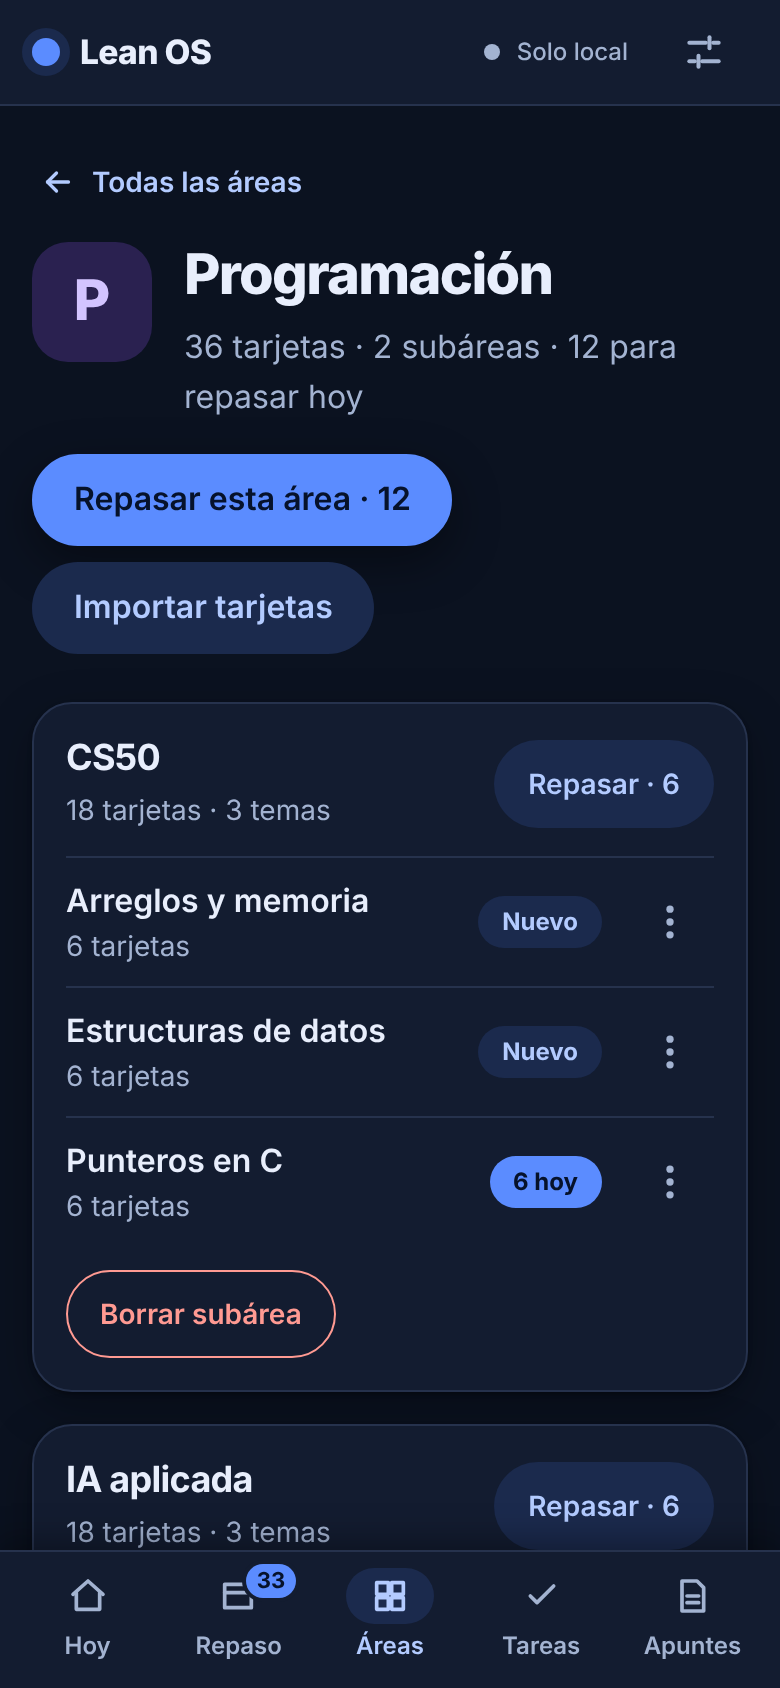 Lean OS
Solo local
Todas las áreas
P
Programación
36 tarjetas · 2 subáreas · 12 para
repasar hoy
Repasar esta área · 12
Importar tarjetas
CS50
18 tarjetas · 3 temas
Repasar · 6
Arreglos y memoria
6 tarjetas
Nuevo
Estructuras de datos
6 tarjetas
Nuevo
Punteros en C
6 tarjetas
6 hoy
Borrar subárea
IA aplicada
18 tarjetas · 3 temas
Repasar · 6
33
Hoy
Repaso
Áreas
Tareas
Apuntes